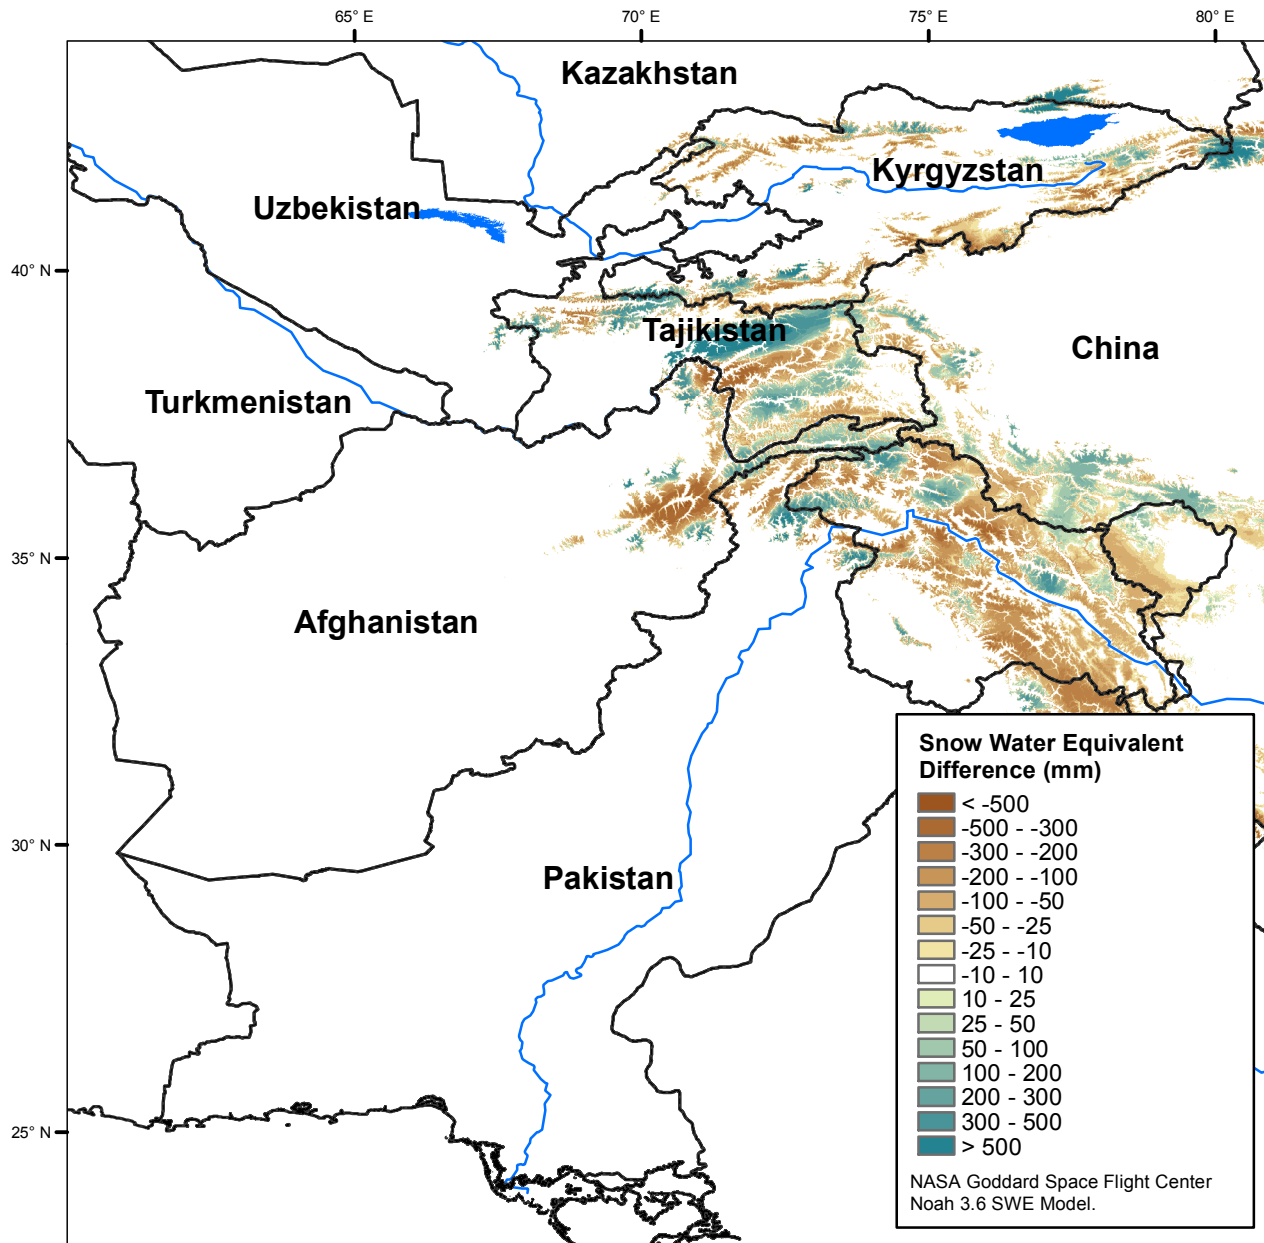 65° E
70° E
75° E
80° E
Kazakhstan
Kyrgyzstan
Uzbekistan
40° N
Tajikistan
China
Turkmenistan
35° N
Afghanistan
30° N
Pakistan
25° N
Snow Water Equivalent
Difference (mm)
< -500
-500 - -300
-300 - -200
-200 - -100
-100 - -50
-50 - -25
-25 - -10
-10 - 10
10 - 25
25 - 50
50 - 100
100 - 200
200 - 300
300 - 500
> 500
NASA Goddard Space Flight Center
Noah 3.6 SWE Model.